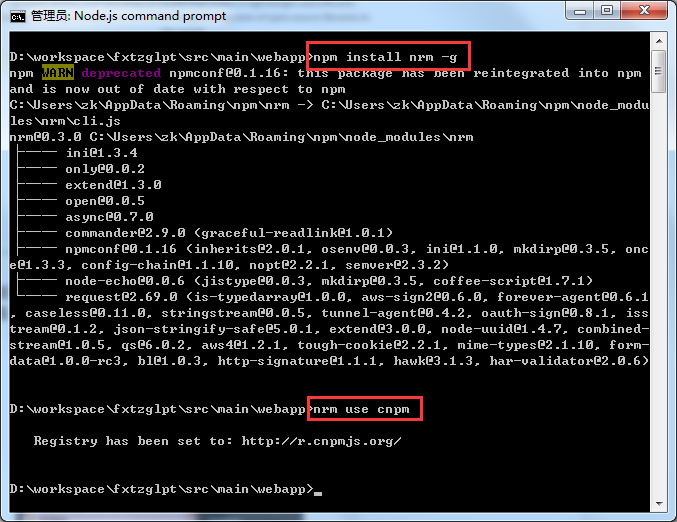 管理员: Node.js command prompt
D:\workspace\fxtzglpt\src\main\webapp>npm install nrm -g
npm WARN deprecated npmconf@0.1.16: this package has been reintegrated into npm
and is now out of date with respect to npm
C:\Users\zk\AppData\Roaming\npm\nrm -> C:\Users\zk\AppData\Roaming\npm\node_modu
les\nrm\cli.js
nrm@0.3.0 C:\Users\zk\AppData\Roaming\npm\node_modules\nrm
├── ini@1.3.4
├── only@0.0.2
├── extend@1.3.0
├── open@0.0.5
├── async@0.7.0
├── commander@2.9.0 (graceful-readlink@1.0.1)
├── npmconf@0.1.16 (inherits@2.0.1, osenv@0.0.3, ini@1.1.0, mkdirp@0.3.5, onc
e@1.3.3, config-chain@1.1.10, nopt@2.2.1, semver@2.3.2)
├── node-echo@0.0.6 (jistype@0.0.3, mkdirp@0.3.5, coffee-script@1.7.1)
└── request@2.69.0 (is-typedarray@1.0.0, aws-sign2@0.6.0, forever-agent@0.6.1
, caseless@0.11.0, stringstream@0.0.5, tunnel-agent@0.4.2, oauth-sign@0.8.1, iss
tream@0.1.2, json-stringify-safe@5.0.1, extend@3.0.0, node-uuid@1.4.7, combined-
stream@1.0.5, qs@6.0.2, aws4@1.2.1, tough-cookie@2.2.1, mime-types@2.1.10, form-
data@1.0.0-rc3, bl@1.0.3, http-signature@1.1.1, hawk@3.1.3, har-validator@2.0.6)
D:\workspace\fxtzglpt\src\main\webapp>nrm use cnpm
Registry has been set to: http://r.cnpmjs.org/
D:\workspace\fxtzglpt\src\main\webapp>_